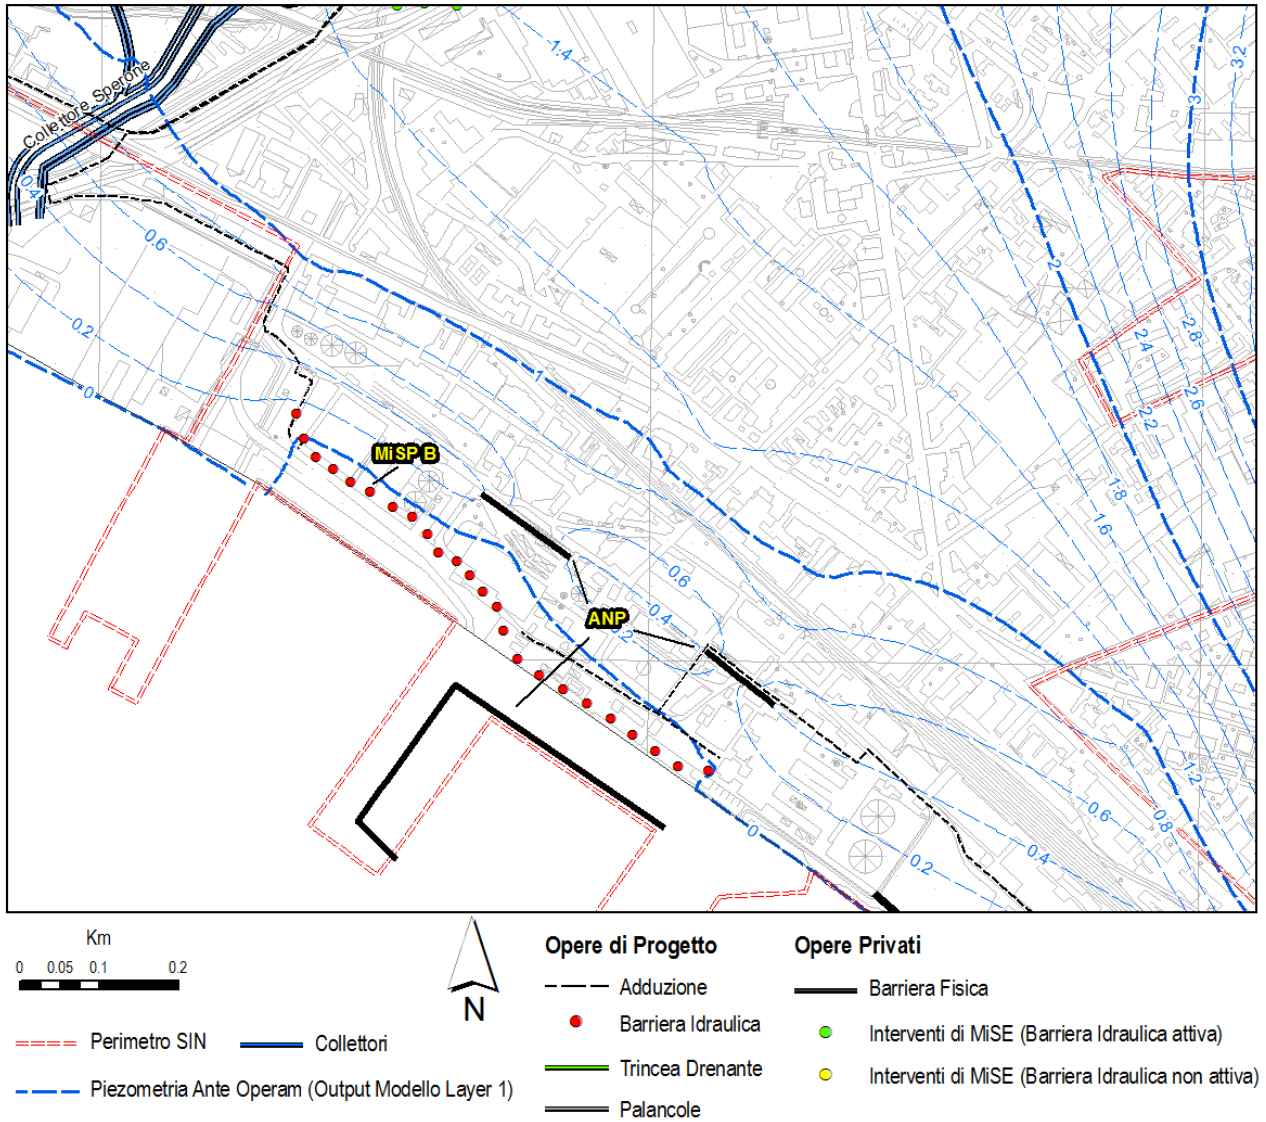 1.4
3.2
3
Collettore Sperone
0.4
0.6
2
0.2
2.4
2.8
2.6
2.2
0
1
MiSP B
1.8
1.6
0.6
0.4
ANP
0.2
1.2
0.8
0.6
0
0.4
0.2
Km
0 0.05 0.1 0.2
N
Perimetro SIN
Collettori
Piezometria Ante Operam (Output Modello Layer 1)
Opere di Progetto
Adduzione
Barriera Idraulica
Trincea Drenante
Palancole
Opere Privati
Barriera Fisica
Interventi di MiSE (Barriera Idraulica attiva)
Interventi di MiSE (Barriera Idraulica non attiva)